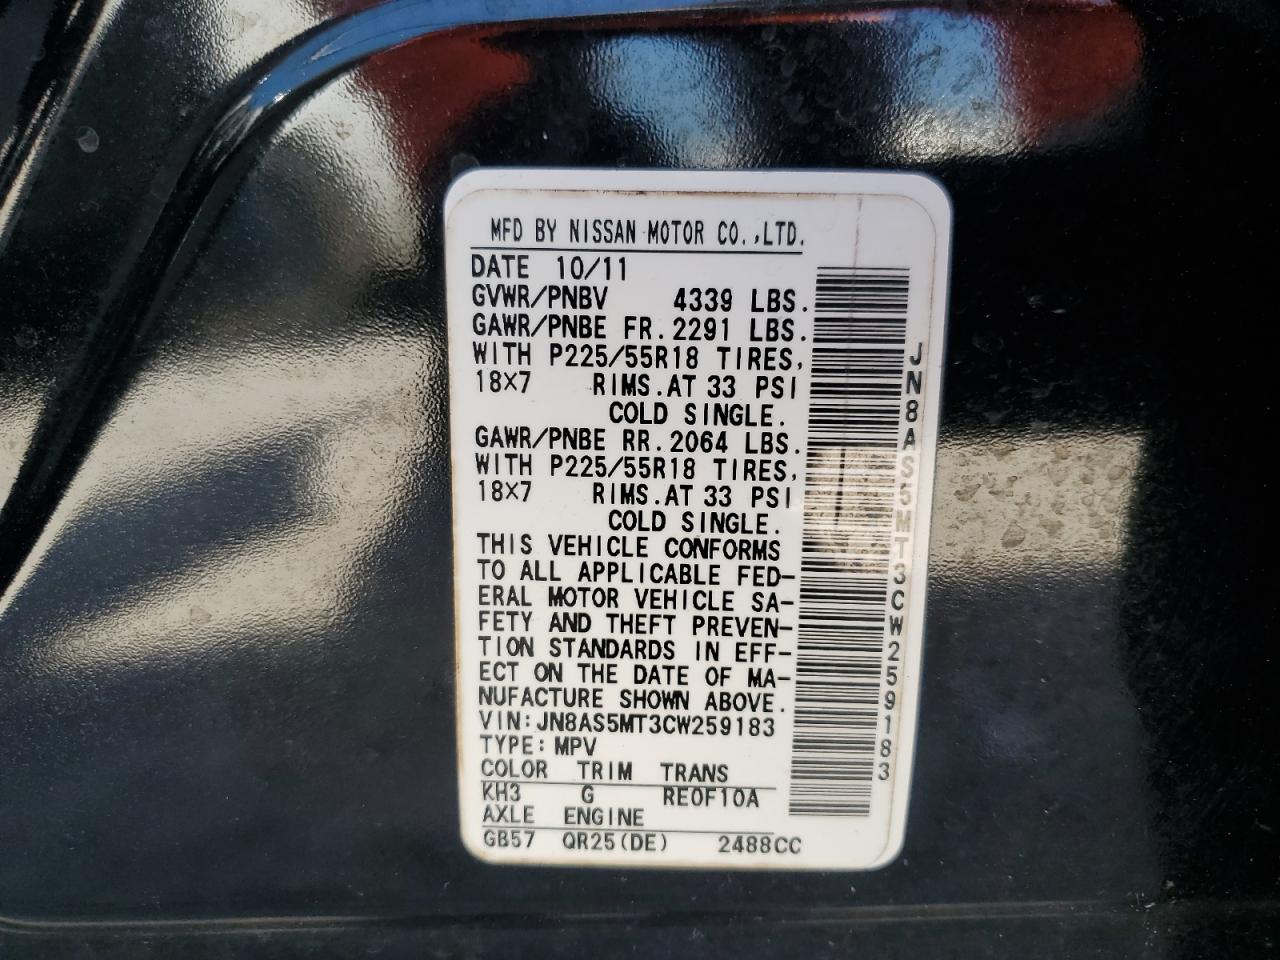 MFD BY NISSAN MOTOR CO.,LTD.
DATE 10/11
GVWR/PNBV 4339 LBS.
GAWR/PNBE FR.2291 LBS.
WITH P225/55R18 TIRES,
18×7 RIMS.AT 33 PSI
COLD SINGLE.
GAWR/PNBE RR.2064 LBS.
WITH P225/55R18 TIRES,
18×7 RIMS.AT 33 PSI
COLD SINGLE.
THIS VEHICLE CONFORMS
TO ALL APPLICABLE FED-
ERAL MOTOR VEHICLE SA-
FETY AND THEFT PREVEN-
TION STANDARDS IN EFF-
ECT ON THE DATE OF MA-
NUFACTURE SHOWN ABOVE.
VIN:JN8AS5MT3CW259183
TYPE:MPV
COLOR TRIM TRANS
KH3 G RE0F10A
AXLE ENGINE
GB57 QR25(DE) 2488CC
JN8AS5MT3CW259183